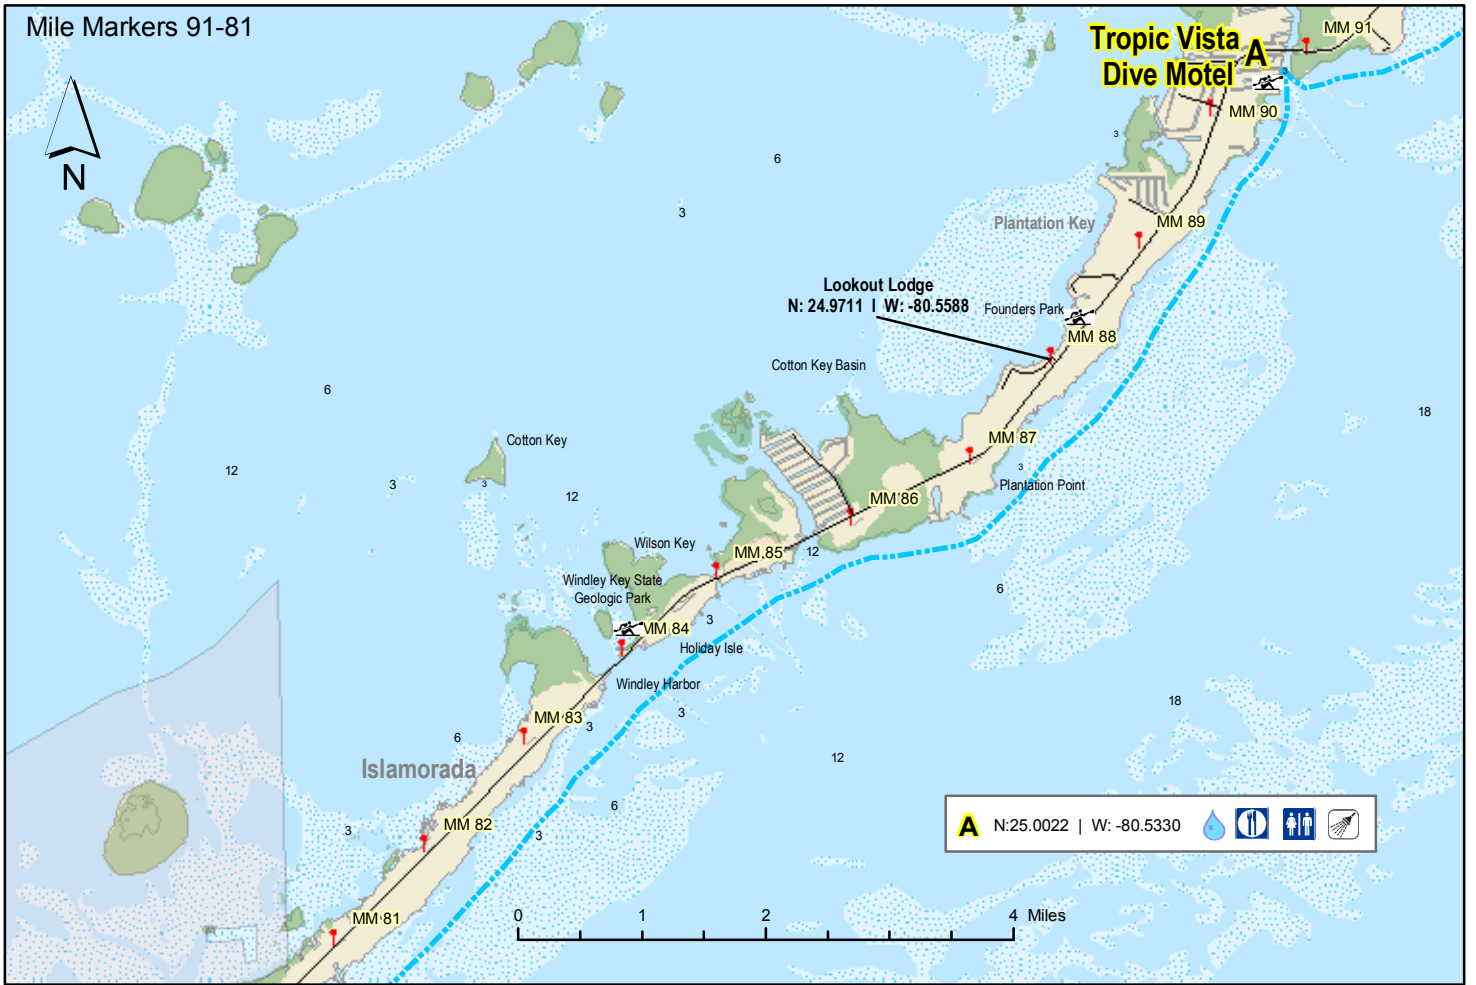 Mile Markers 91-81
MM 91
Tropic Vista
Dive Motel
A
3
MM 90
3
6
3
N
MM 89
Plantation Key
Lookout Lodge
N: 24.9711 | W: -80.5588
Founders Park
MM 88
Cotton Key Basin
6
18
MM 87
Cotton Key
12
3
3
12
3
Plantation Point
MM 86
Wilson Key
MM 85
12
Windley Key State
Geologic Park
6
3
MM 84
Holiday Isle
Windley Harbor
18
3
MM 83
3
6
12
Islamorada
6
3
MM 82
3
A N:25.0022 | W: -80.5330
MM 81
0 1 2 4 Miles